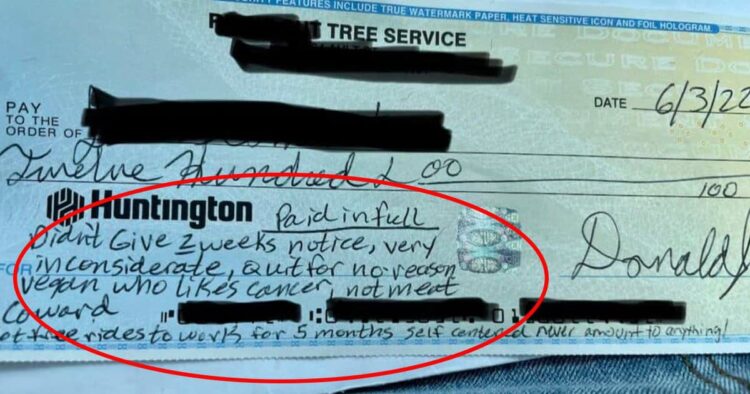 FEATURES INCLUDE TRUE WATERMARK PAPER, HEAT SENSITIVE ICON AND FOIL HOLOGRAM.
TREE SERVICE
DATE 6/3/22
PAY
TO THE
ORDER OF
Twelve Hundred & 00
100
Huntington Paid in full
Didn't Give 2 weeks notice, very
FOR inconsiderate, Quit for no reason
vegan who likes cancer, not meat
Donald
Coward
free rides to work for 5 months self centered never amount to anything!